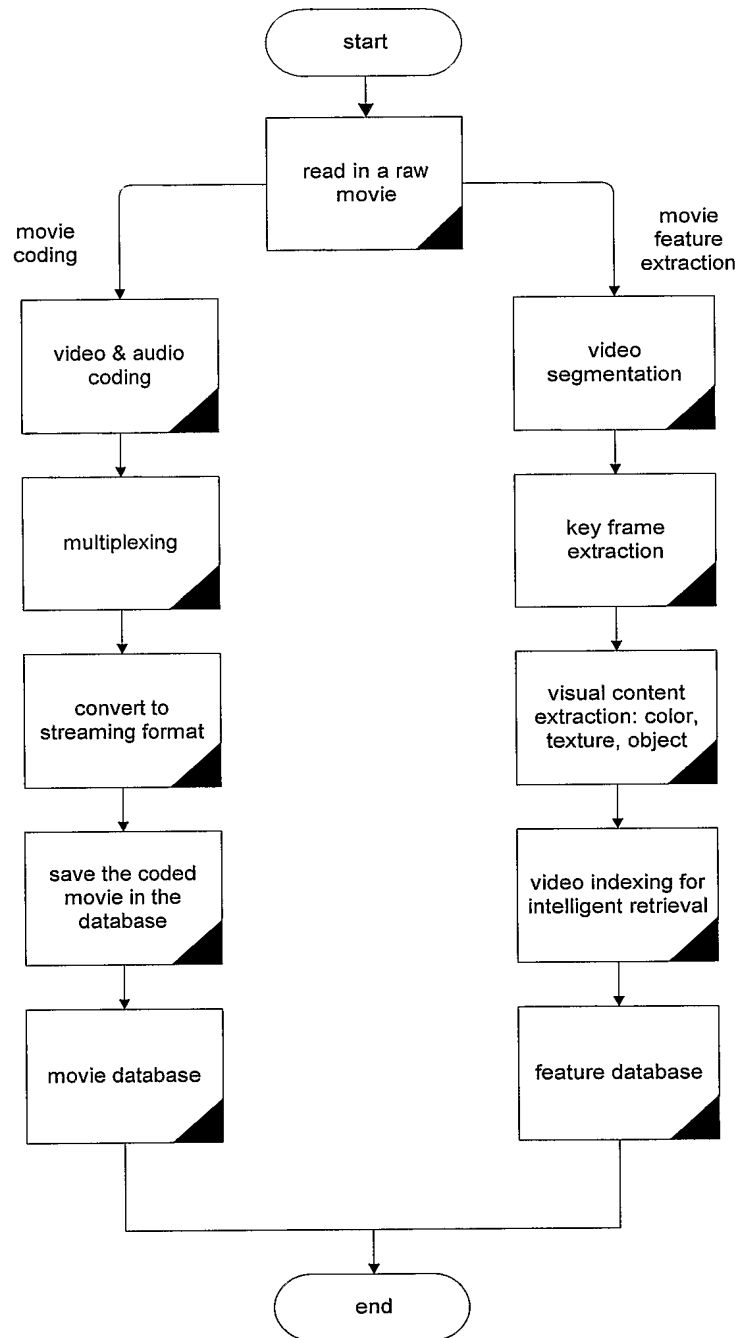 start
read in a raw
movie
movie
coding
movie
feature
extraction
video & audio
coding
multiplexing
convert to
streaming format
save the coded
movie in the
database
movie database
video
segmentation
key frame
extraction
visual content
extraction: color,
texture, object
video indexing for
intelligent retrieval
feature database
end